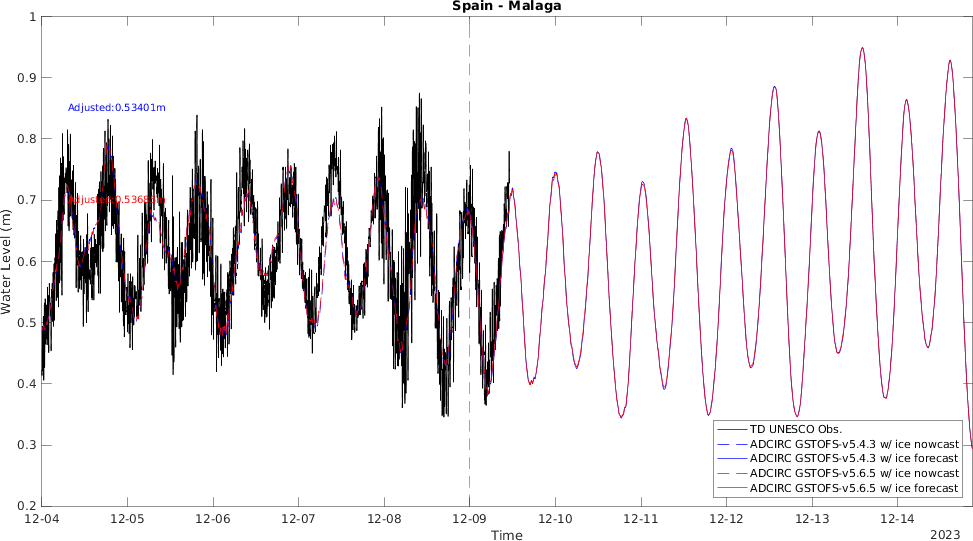 Spain - Malaga
1
0.9
0.8
0.7
0.6
0.5
0.4
0.3
0.2
Water Level (m)
Adjusted:0.53401m
TD UNESCO Obs.
ADCIRC GSTOFS-v5.4.3 w/ ice nowcast
ADCIRC GSTOFS-v5.4.3 w/ ice forecast
ADCIRC GSTOFS-v5.6.5 w/ ice nowcast
ADCIRC GSTOFS-v5.6.5 w/ ice forecast
12-04 12-05 12-06 12-07 12-08 12-09 12-10 12-11 12-12 12-13 12-14
Time
2023